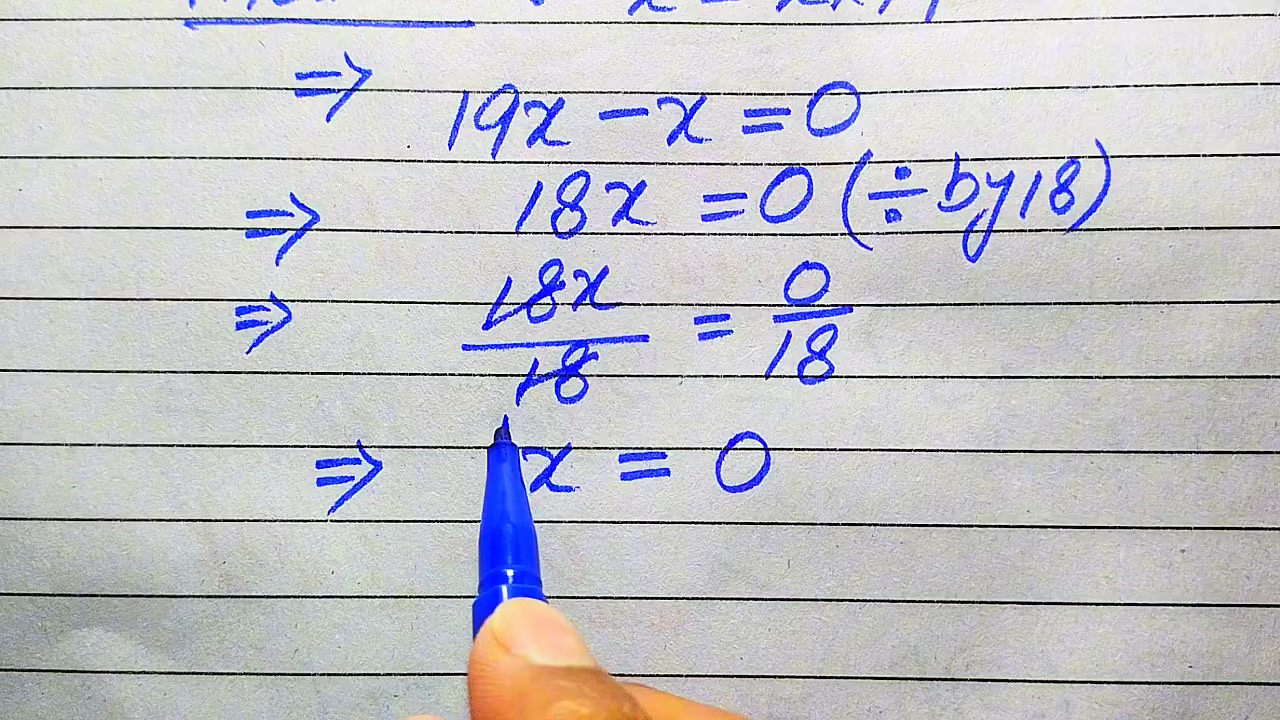 ⇒ 19x - x = 0
⇒ 18x = 0 (÷ by 18)
⇒ 18x/18 = 0/18
⇒ x = 0